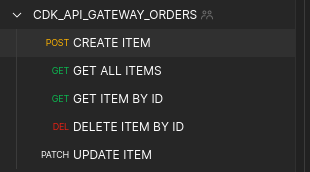 CDK_API_GATEWAY_ORDERS
POST CREATE ITEM
GET GET ALL ITEMS
GET GET ITEM BY ID
DEL DELETE ITEM BY ID
PATCH UPDATE ITEM